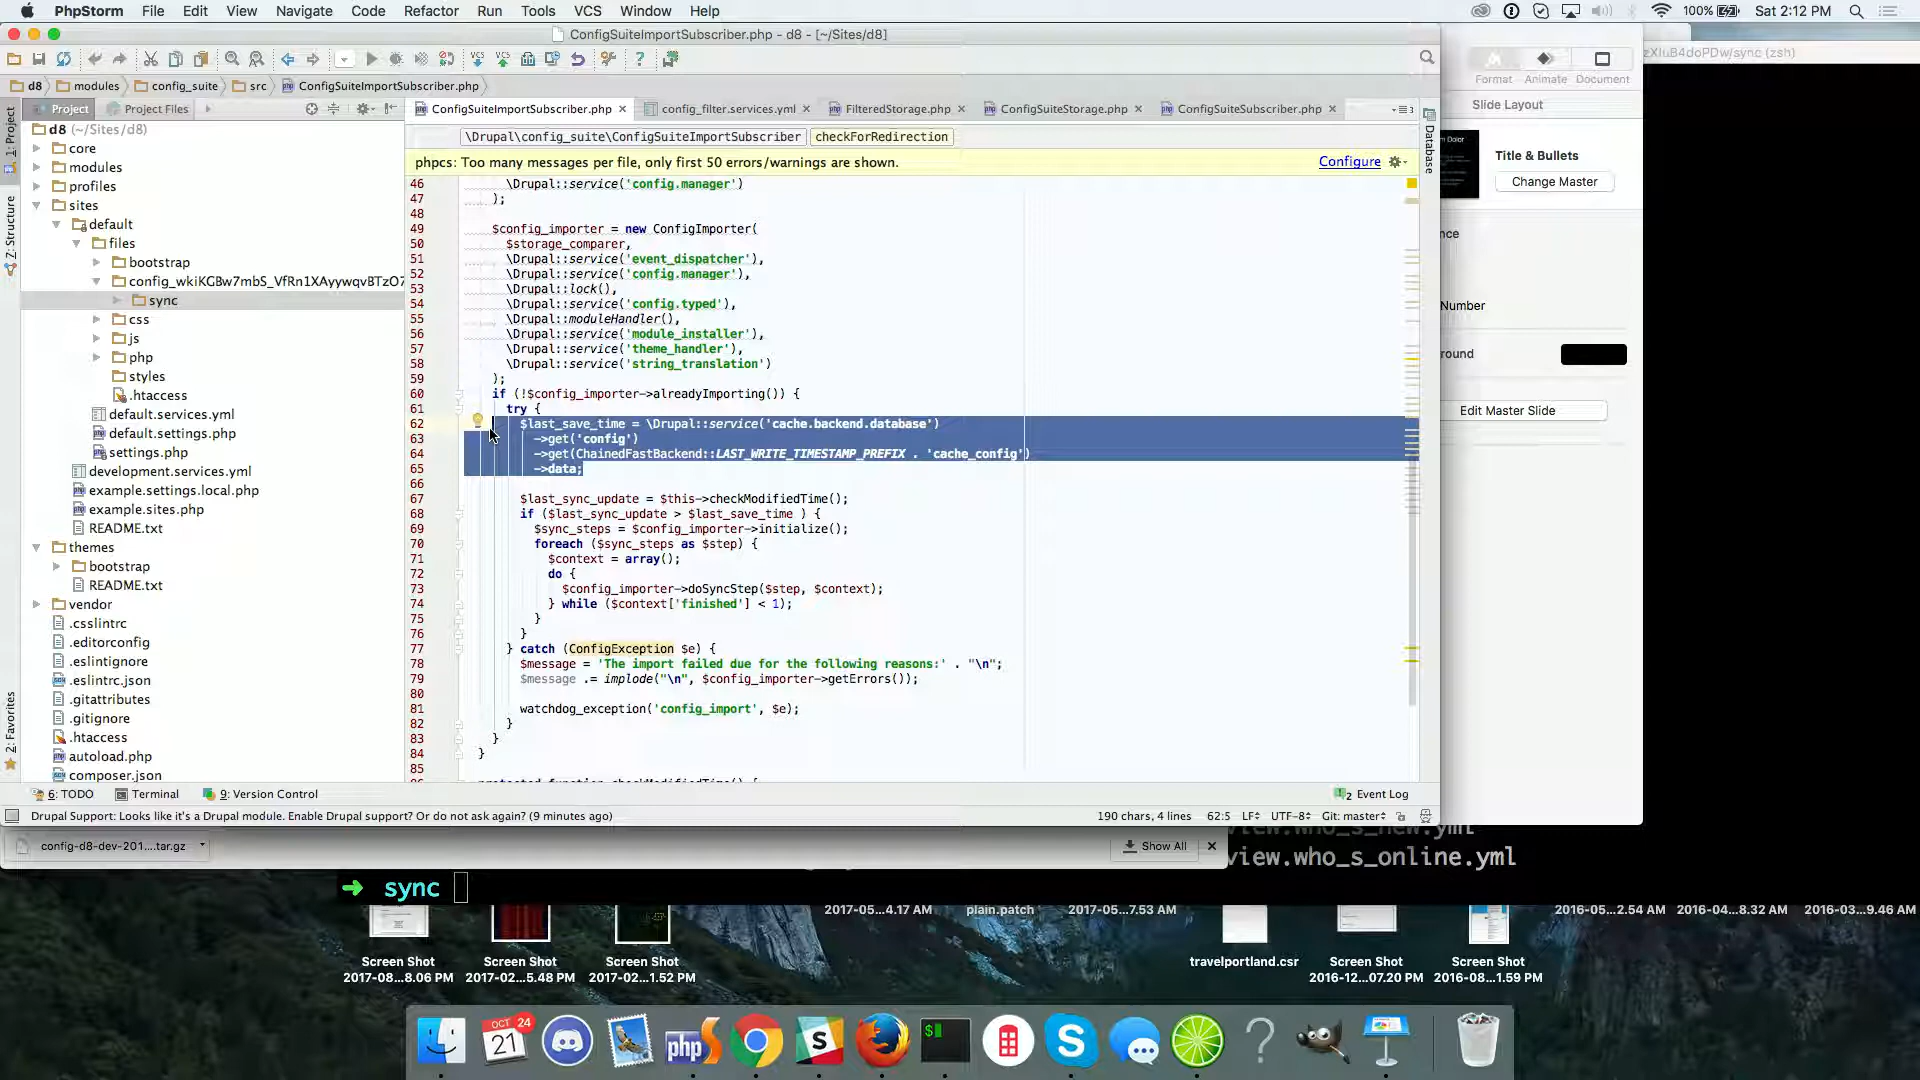 PhpStorm File Edit View Navigate Code Refactor Run Tools VCS Window Help
100% Sat 2:12 PM
ConfigSuiteImportSubscriber.php - d8 - [~/Sites/d8]
zXIuB4doPDw/sync (zsh)
d8 modules config_suite src ConfigSuiteImportSubscriber.php
Format Animate Document
Slide Layout
Project Project Files
ConfigSuiteImportSubscriber.php config_filter.services.yml FilteredStorage.php ConfigSuiteStorage.php ConfigSuiteSubscriber.php
\Drupal\config_suite\ConfigSuiteImportSubscriber checkForRedirection
phpcs: Too many messages per file, only first 50 errors/warnings are shown. Configure
1: Project
Z: Structure
2: Favorites
Database
d8 (~/Sites/d8)
core
modules
profiles
sites
default
files
bootstrap
config_wkiKGBw7mbS_VfRn1XAyywqvBTzO7
sync
css
js
php
styles
.htaccess
default.services.yml
default.settings.php
settings.php
development.services.yml
example.settings.local.php
example.sites.php
README.txt
themes
bootstrap
README.txt
vendor
.csslintrc
.editorconfig
.eslintignore
.eslintrc.json
.gitattributes
.gitignore
.htaccess
autoload.php
composer.json
46 \Drupal::service('config.manager')
47 );
48
49 $config_importer = new ConfigImporter(
50 $storage_comparer,
51 \Drupal::service('event_dispatcher'),
52 \Drupal::service('config.manager'),
53 \Drupal::lock(),
54 \Drupal::service('config.typed'),
55 \Drupal::moduleHandler(),
56 \Drupal::service('module_installer'),
57 \Drupal::service('theme_handler'),
58 \Drupal::service('string_translation')
59 );
60 if (!$config_importer->alreadyImporting()) {
61 try {
62 $last_save_time = \Drupal::service('cache.backend.database')
63 ->get('config')
64 ->get(ChainedFastBackend::LAST_WRITE_TIMESTAMP_PREFIX . 'cache_config')
65 ->data;
66
67 $last_sync_update = $this->checkModifiedTime();
68 if ($last_sync_update > $last_save_time ) {
69 $sync_steps = $config_importer->initialize();
70 foreach ($sync_steps as $step) {
71 $context = array();
72 do {
73 $config_importer->doSyncStep($step, $context);
74 } while ($context['finished'] < 1);
75 }
76 }
77 } catch (ConfigException $e) {
78 $message = 'The import failed due for the following reasons:' . "\n";
79 $message .= implode("\n", $config_importer->getErrors());
80
81 watchdog_exception('config_import', $e);
82 }
83 }
84 }
85
Title & Bullets
Change Master
Number
Edit Master Slide
6: TODO Terminal 9: Version Control 2 Event Log
Drupal Support: Looks like it's a Drupal module. Enable Drupal support? Or do not ask again? (9 minutes ago) 190 chars, 4 lines 62:5 LF UTF-8 Git: master
config-d8-dev-201....tar.gz Show All
view.who_s_new.yml
view.who_s_online.yml
➜ sync
2017-05...4.17 AM plain.patch 2017-05...7.53 AM 2016-05...2.54 AM 2016-04...8.32 AM 2016-03...9.46 AM
Screen Shot
2017-08...8.06 PM
Screen Shot
2017-02...5.48 PM
Screen Shot
2017-02...1.52 PM
travelportland.csr
Screen Shot
2016-12...07.20 PM
Screen Shot
2016-08...1.59 PM
OCT 24
21
php
S
$
S
?